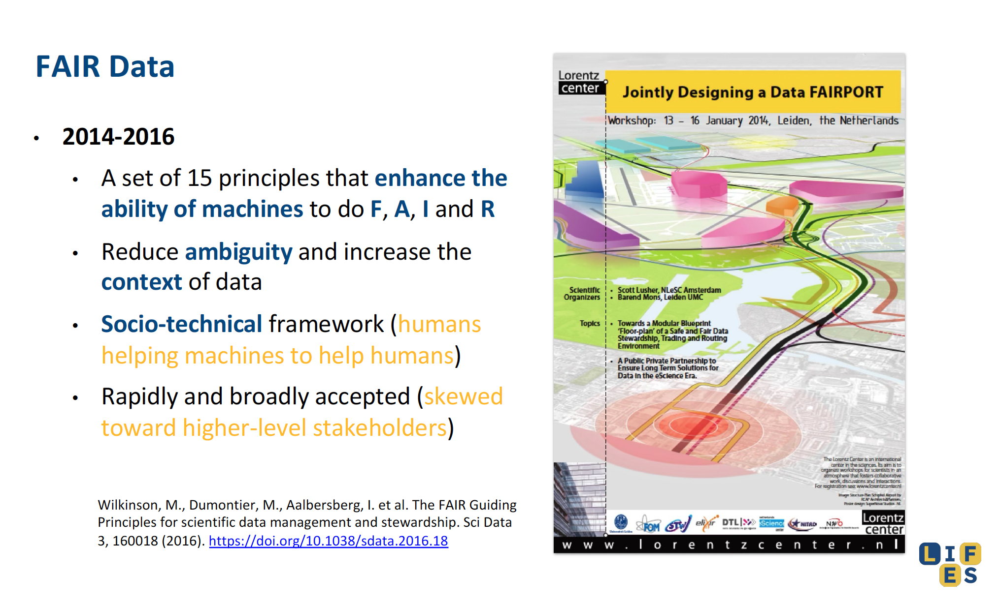 FAIR Data
• 2014-2016
• A set of 15 principles that enhance the
ability of machines to do F, A, I and R
• Reduce ambiguity and increase the
context of data
• Socio-technical framework (humans
helping machines to help humans)
• Rapidly and broadly accepted (skewed
toward higher-level stakeholders)
Wilkinson, M., Dumontier, M., Aalbersberg, I. et al. The FAIR Guiding
Principles for scientific data management and stewardship. Sci Data
3, 160018 (2016). https://doi.org/10.1038/sdata.2016.18
Lorentz
center
Jointly Designing a Data FAIRPORT
Workshop: 13 – 16 January 2014, Leiden, the Netherlands
Scientific
Organizers
• Scott Lusher, NLeSC Amsterdam
• Barend Mons, Leiden UMC
Topics
• Towards a Modular Blueprint
'Floor-plan' of a Safe and Fair Data
Stewardship, Trading and Routing
Environment
• A Public Private Partnership to
Ensure Long Term Solutions for
Data in the eScience Era.
The Lorentz Center is an international
center in the sciences. Its aim is to
organize workshops for scientists in an
atmosphere that fosters collaborative
work, discussions and interactions.
For registration see: www.lorentzcenter.nl
Image: Structure Plan Schiphol Airport by
KCAP Architects&Planners.
Poster design: SuperNova Studios . NL
Universiteit Leiden
FOM
STW
elixir
DTL
netherlands
eScience
center
NITRD
NWO
Lorentz
center
www.lorentzcenter.nl
LIF
ES